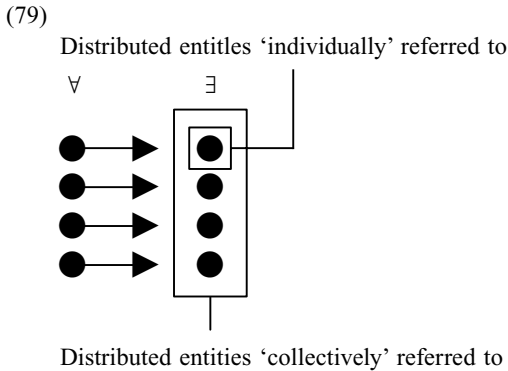 (79)
Distributed entitles ‘individually’ referred to
∀ ∃
Distributed entities ‘collectively’ referred to